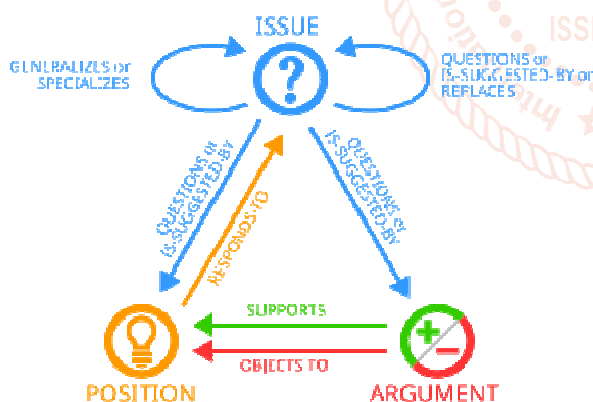 ISSUE
GENERALIZES or
SPECIALIZES
QUESTIONS or
IS-SUGGESTED-BY or
REPLACES
QUESTIONS or
IS-SUGGESTED-BY
RESPONDS-TO
QUESTIONS or
IS-SUGGESTED-BY
SUPPORTS
OBJECTS TO
POSITION
ARGUMENT
ISS